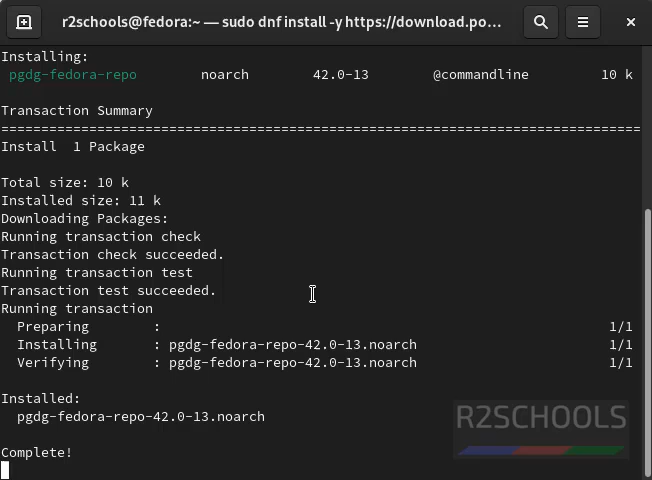 r2schools@fedora:~ — sudo dnf install -y https://download.po...
Installing:
pgdg-fedora-repo noarch 42.0-13 @commandline 10 k
Transaction Summary
================================================================================
Install 1 Package
Total size: 10 k
Installed size: 11 k
Downloading Packages:
Running transaction check
Transaction check succeeded.
Running transaction test
Transaction test succeeded.
Running transaction
Preparing : 1/1
Installing : pgdg-fedora-repo-42.0-13.noarch 1/1
Verifying : pgdg-fedora-repo-42.0-13.noarch 1/1
Installed:
pgdg-fedora-repo-42.0-13.noarch
R2SCHOOLS
Complete!